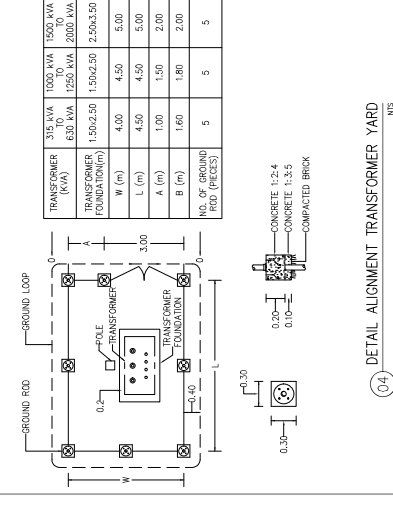 GROUND ROD
GROUND LOOP
0.2
POLE
TRANSFORMER
TRANSFORMER
FOUNDATION
0.40
W
L
A
3.00
0
0
TRANSFORMER
(KVA)
315 kVA
TO
630 kVA
1000 kVA
TO
1250 kVA
1500 kVA
TO
2000 kVA
TRANSFORMER
FOUNDATION(m)
1.50x2.50
1.50x2.50
2.50x3.50
W (m)
4.00
4.50
5.00
L (m)
4.50
4.50
5.00
A (m)
1.00
1.50
2.00
B (m)
1.60
1.80
2.00
NO. OF GROUND
ROD (PIECES)
5
5
5
0.30
0.30
0.20
0.10
CONCRETE 1:2:4
CONCRETE 1:3:5
COMPACTED BRICK
04
DETAIL ALIGNMENT TRANSFORMER YARD
NTS